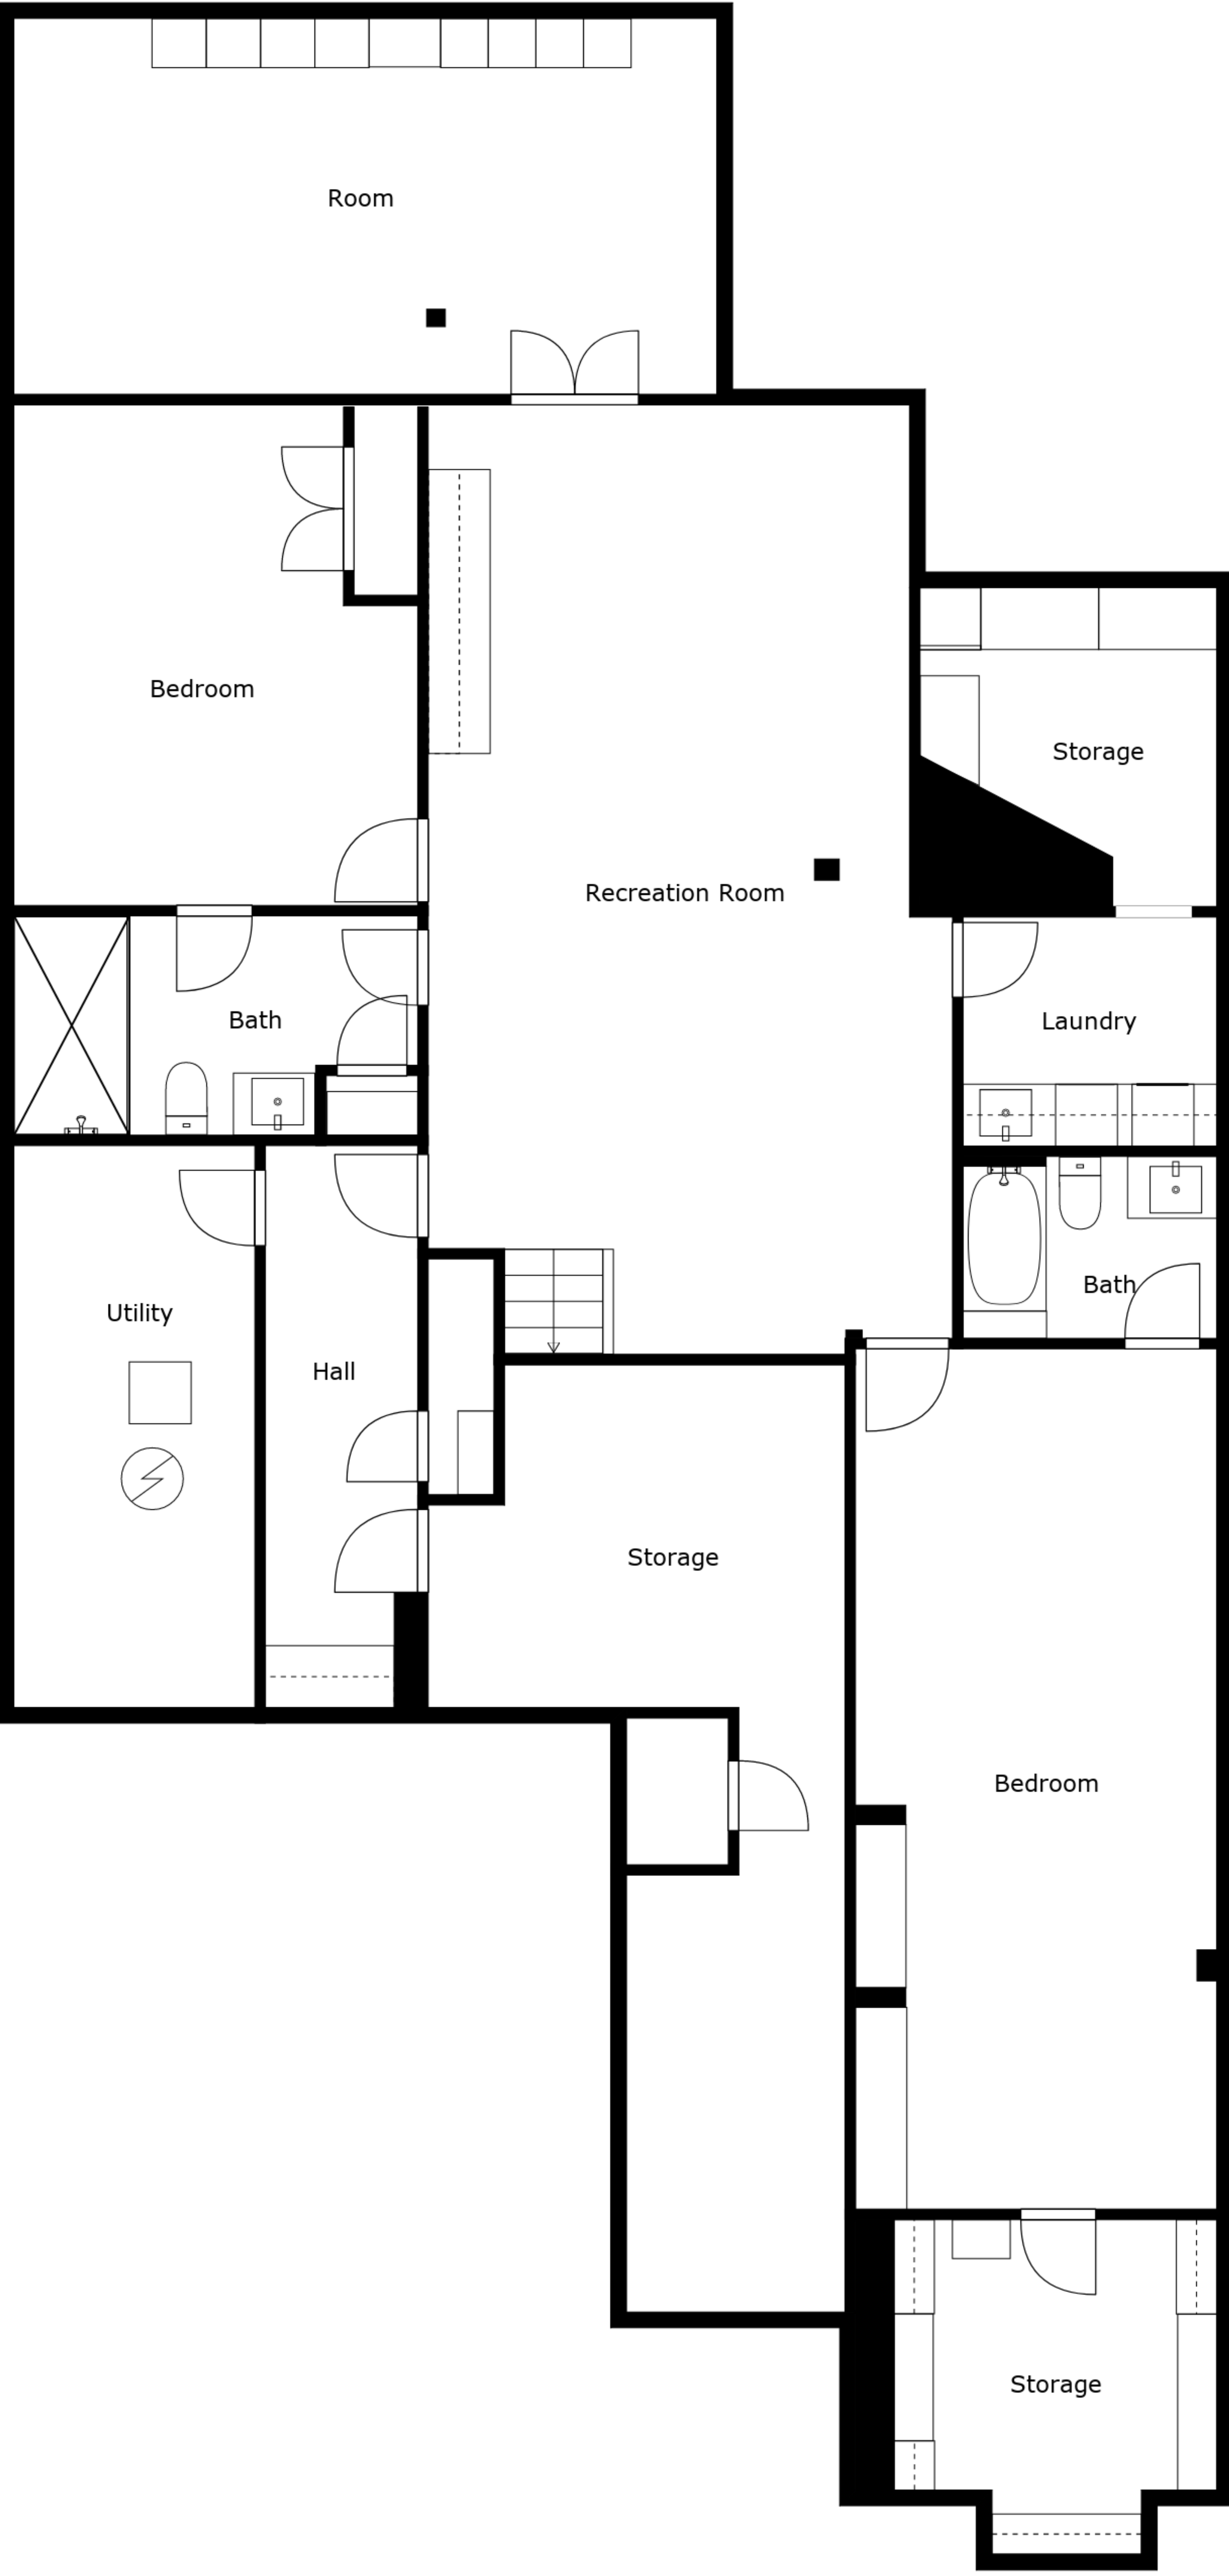 Room
Bedroom
Storage
Recreation Room
Bath
Laundry
Bath
Utility
Hall
Storage
Bedroom
Storage